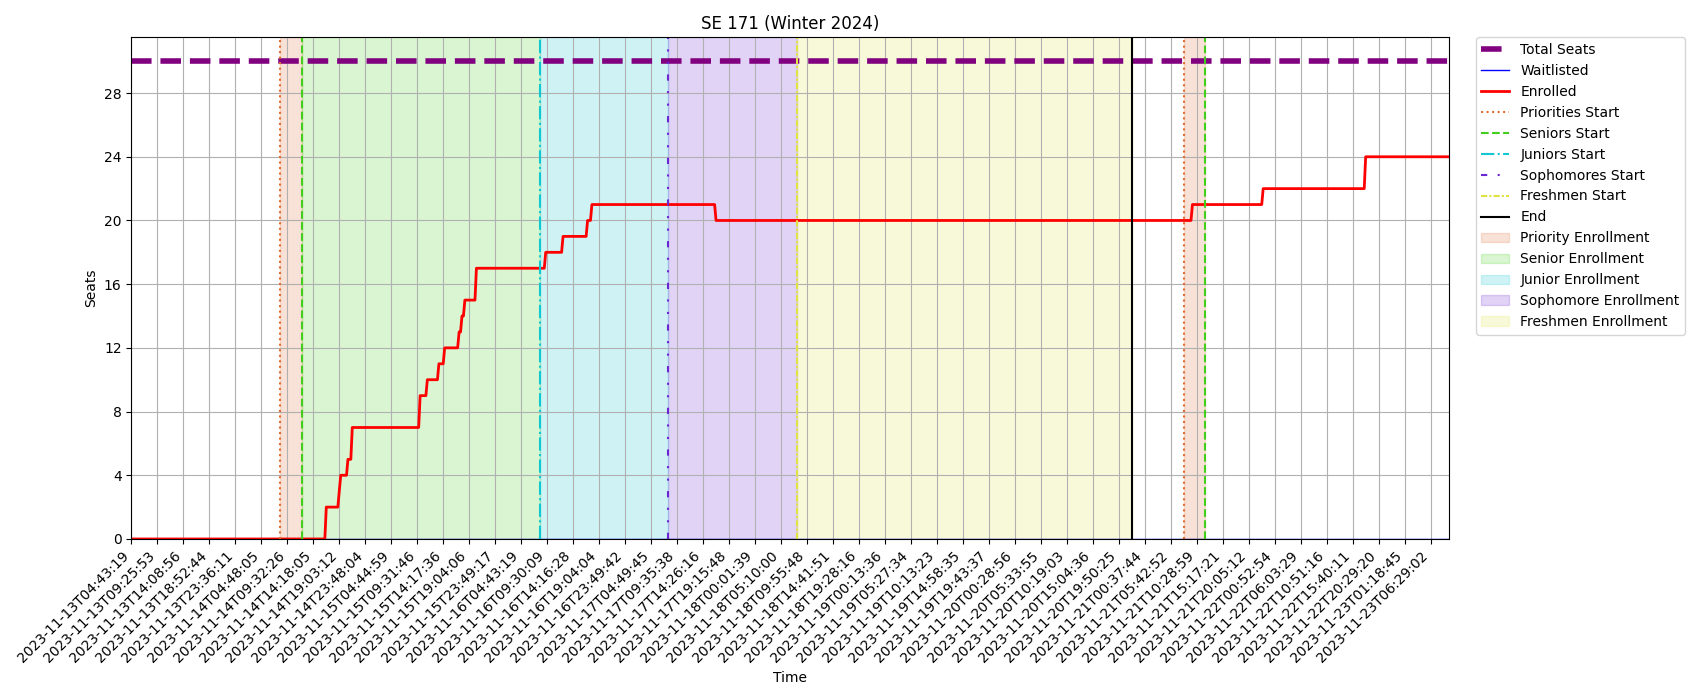 SE 171 (Winter 2024)
Total Seats
Waitlisted
Enrolled
Priorities Start
Seniors Start
Juniors Start
Sophomores Start
Freshmen Start
End
Priority Enrollment
Senior Enrollment
Junior Enrollment
Sophomore Enrollment
Freshmen Enrollment
Seats
28
24
20
16
12
8
4
0
2023-11-13T04:43:19
2023-11-13T09:25:53
2023-11-13T14:08:56
2023-11-13T18:52:44
2023-11-13T23:36:11
2023-11-14T04:48:05
2023-11-14T09:32:26
2023-11-14T14:18:05
2023-11-14T19:03:12
2023-11-14T23:48:04
2023-11-15T04:44:59
2023-11-15T09:31:46
2023-11-15T14:17:36
2023-11-15T19:04:06
2023-11-15T23:49:17
2023-11-16T04:43:19
2023-11-16T09:30:09
2023-11-16T14:16:28
2023-11-16T19:04:04
2023-11-16T23:49:42
2023-11-17T04:49:45
2023-11-17T09:35:38
2023-11-17T14:26:16
2023-11-17T19:15:48
2023-11-18T00:01:39
2023-11-18T05:10:00
2023-11-18T09:55:48
2023-11-18T14:41:51
2023-11-18T19:28:16
2023-11-19T00:13:36
2023-11-19T05:27:34
2023-11-19T10:13:23
2023-11-19T14:58:35
2023-11-19T19:43:37
2023-11-20T00:28:56
2023-11-20T05:33:55
2023-11-20T10:19:03
2023-11-20T15:04:36
2023-11-20T19:50:25
2023-11-21T00:37:44
2023-11-21T05:42:52
2023-11-21T10:28:59
2023-11-21T15:17:21
2023-11-21T20:05:12
2023-11-22T00:52:54
2023-11-22T06:03:29
2023-11-22T10:51:16
2023-11-22T15:40:11
2023-11-22T20:29:20
2023-11-23T01:18:45
2023-11-23T06:29:02
Time